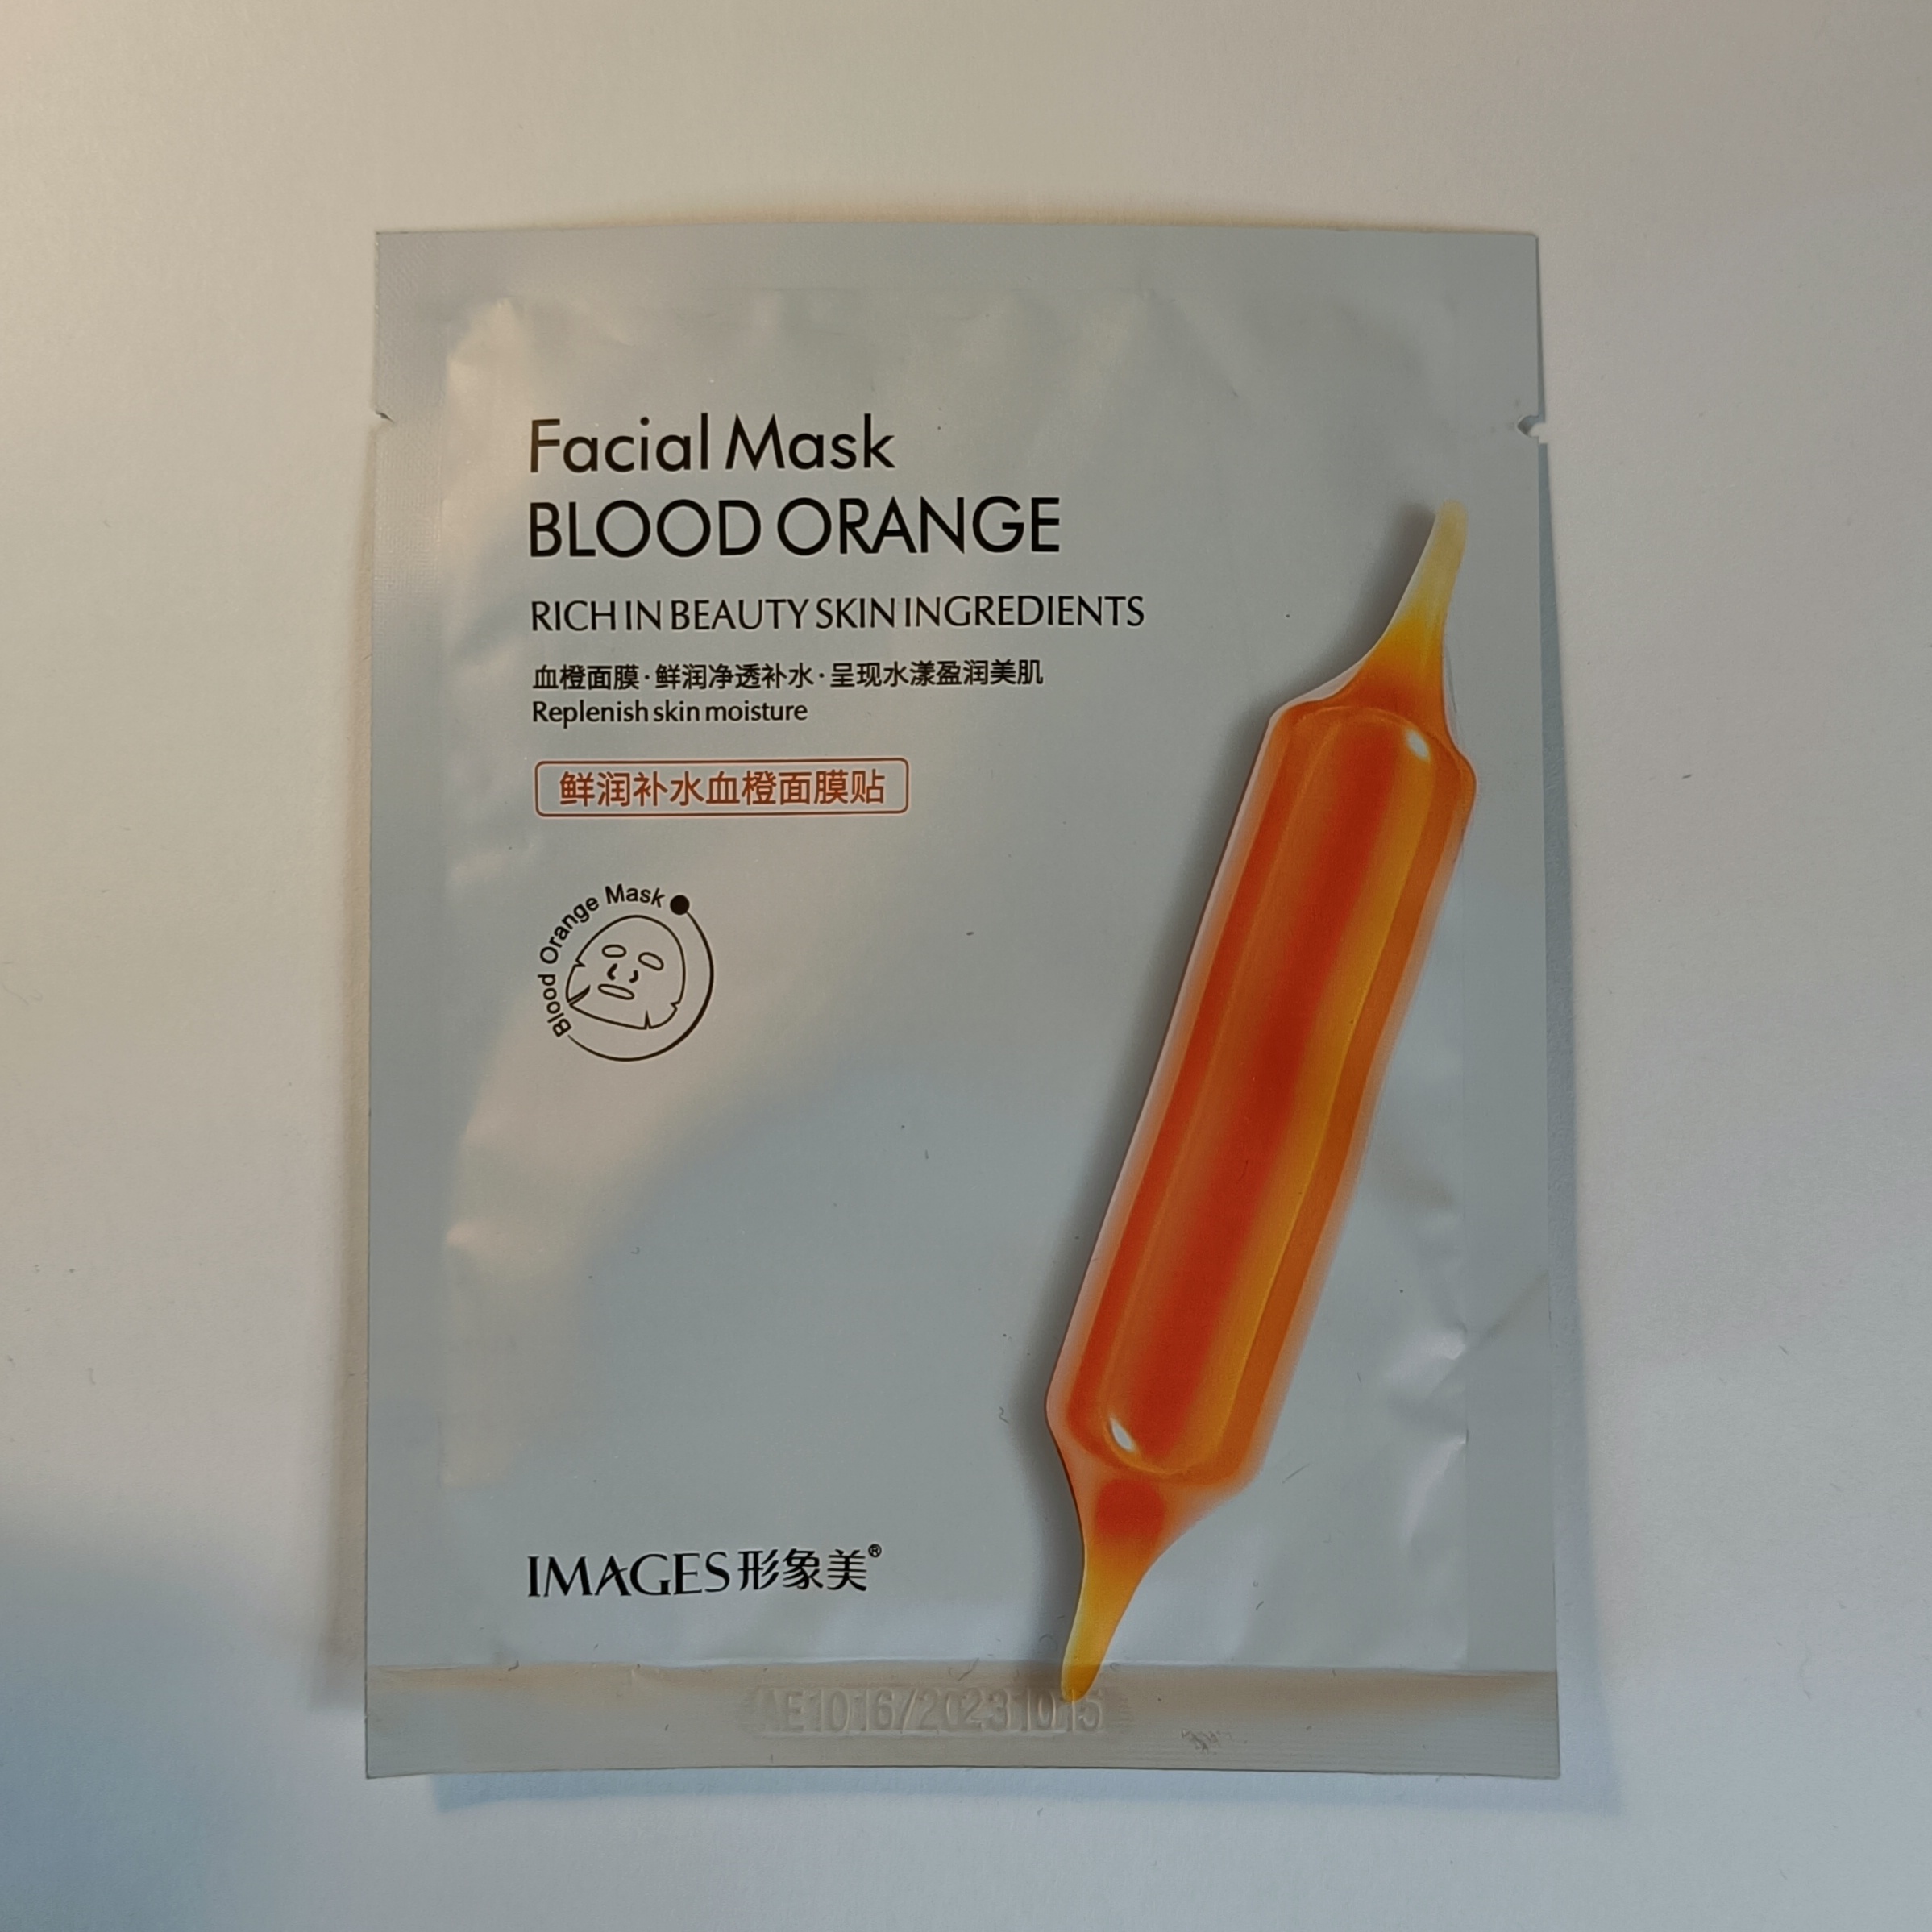 Facial Mask
BLOOD ORANGE
RICH IN BEAUTY SKIN INGREDIENTS
血橙面膜·鲜润净透补水·呈现水漾盈润美肌
Replenish skin moisture
鲜润补水血橙面膜贴
Blood Orange Mask
IMAGES形象美®
AE1016/20231015